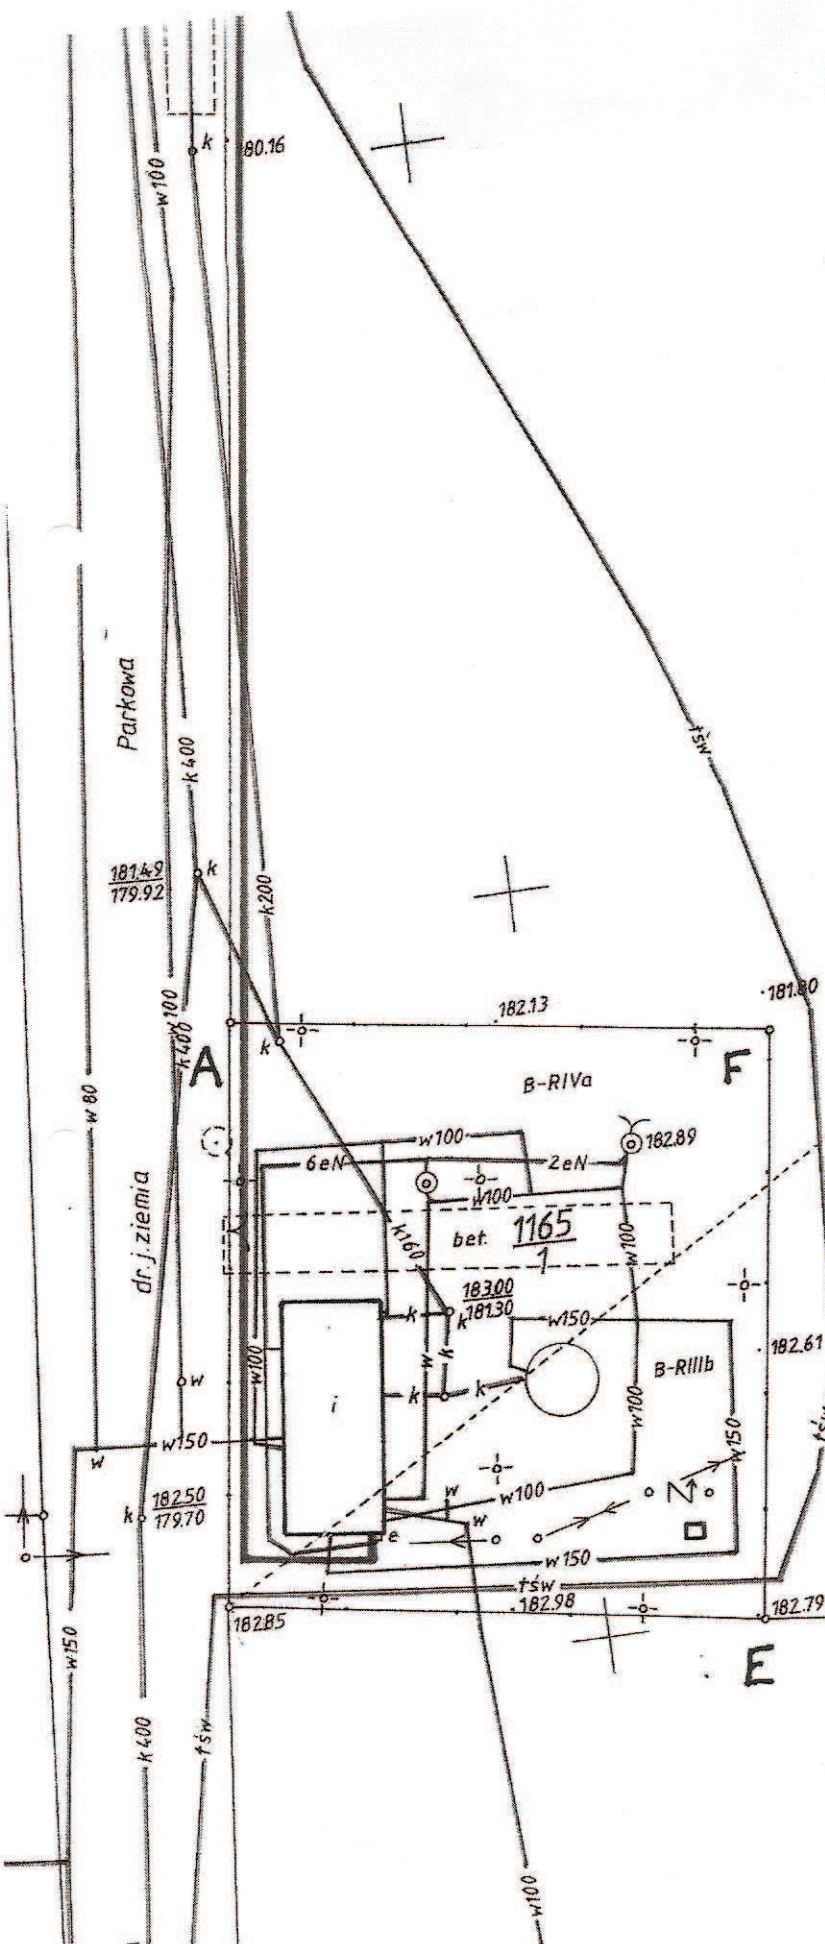 k
80.16
w100
Parkowa
k400
tśw
181.49
179.92
k
k200
w100
k400
182.13
181.80
A
k
F
B-RIVa
w80
w100
182.89
6eN
2eN
w100
dr. j. ziemia
k160
bet.
1165
1
w100
183.00
181.30
k
k
w150
w
k
182.61
w100
B-RIIIb
w
i
k
k
w100
w150
tśw
w
w150
w
w100
k
182.50
179.70
w
e
w150
tśw
182.85
182.98
182.79
w150
E
k400
tśw
w100